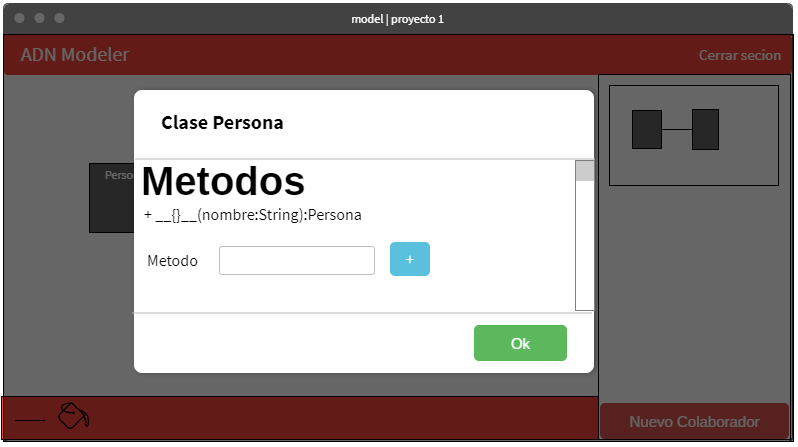 model | proyecto 1
ADN Modeler
Cerrar secion
Clase Persona
Perso
Metodos
+ __{}__(nombre:String):Persona
Metodo
+
Ok
Nuevo Colaborador